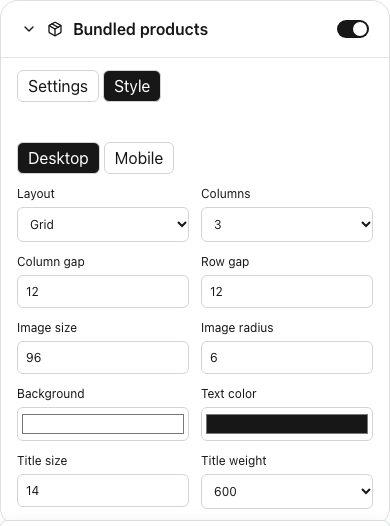 Bundled products
Settings Style
Desktop Mobile
Layout Columns
Grid 3
Column gap Row gap
12 12
Image size Image radius
96 6
Background Text color
Title size Title weight
14 600